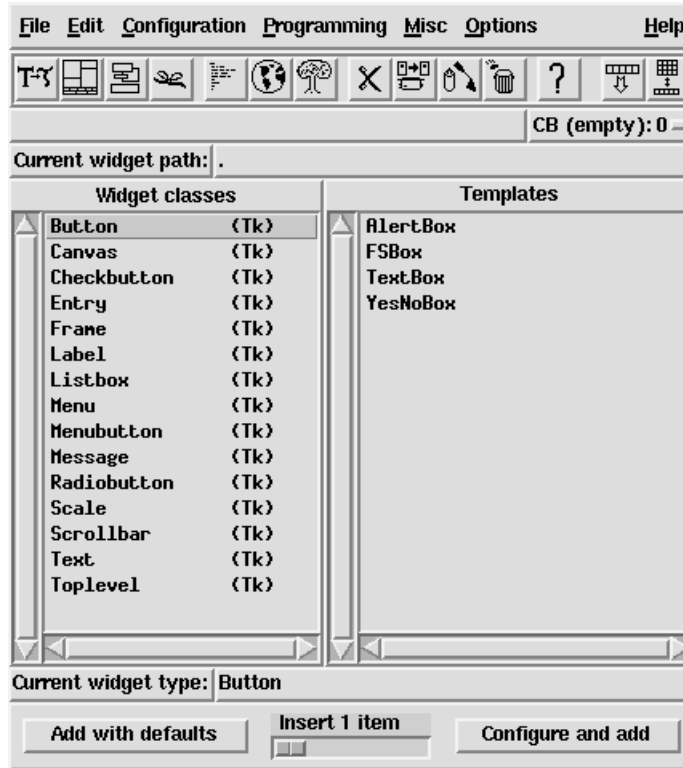 File Edit Configuration Programming Misc Options Help
?
CB (empty): 0
Current widget path: .
Widget classes
Button (Tk)
Canvas (Tk)
Checkbutton (Tk)
Entry (Tk)
Frame (Tk)
Label (Tk)
Listbox (Tk)
Menu (Tk)
Menubutton (Tk)
Message (Tk)
Radiobutton (Tk)
Scale (Tk)
Scrollbar (Tk)
Text (Tk)
Toplevel (Tk)
Templates
AlertBox
FSBox
TextBox
YesNoBox
Current widget type: Button
Add with defaults
Insert 1 item
Configure and add